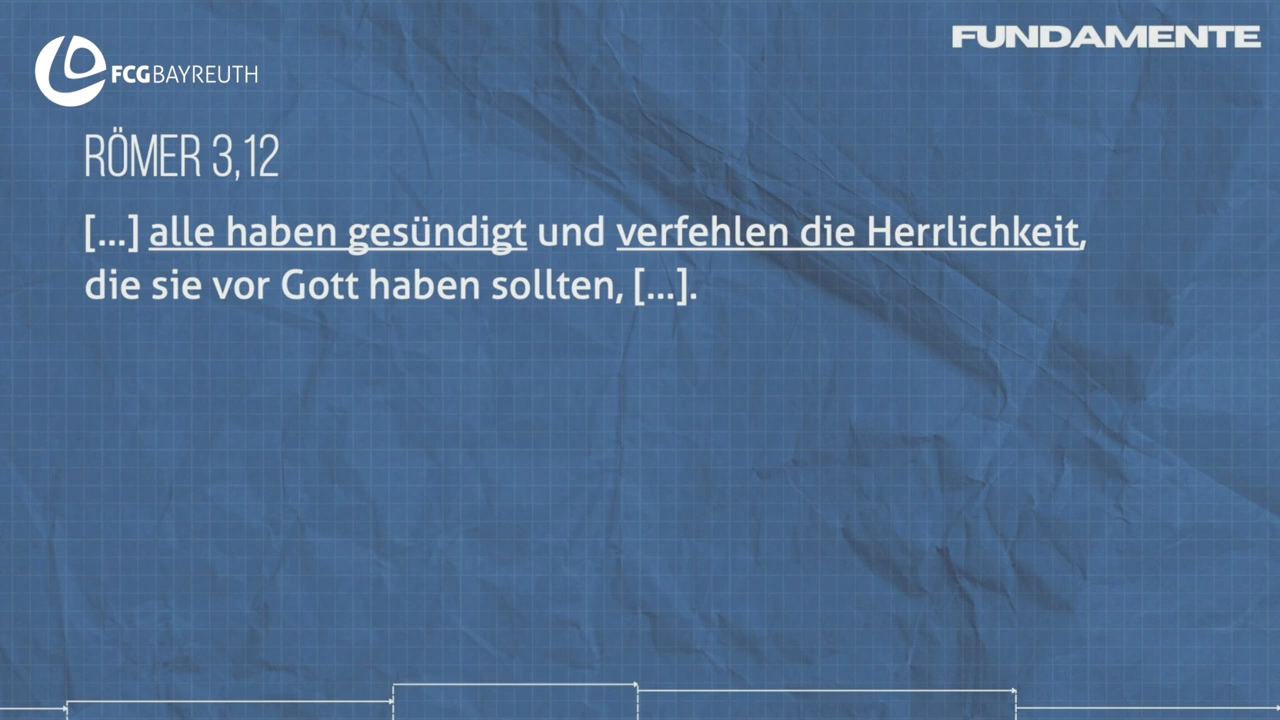 FUNDAMENTE
FCGBAYREUTH
RÖMER 3,12
[...] alle haben gesündigt und verfehlen die Herrlichkeit,
die sie vor Gott haben sollten, [...].